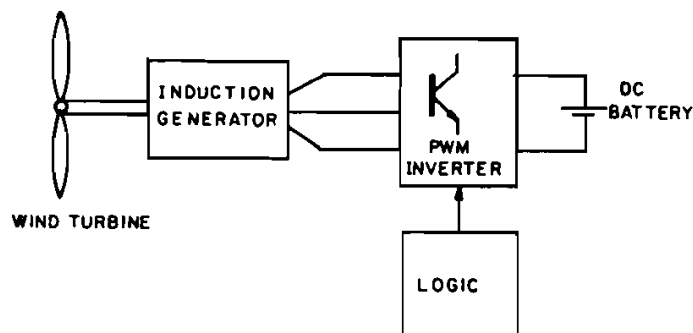 INDUCTION
GENERATOR
PWM
INVERTER
DC
BATTERY
WIND TURBINE
LOGIC